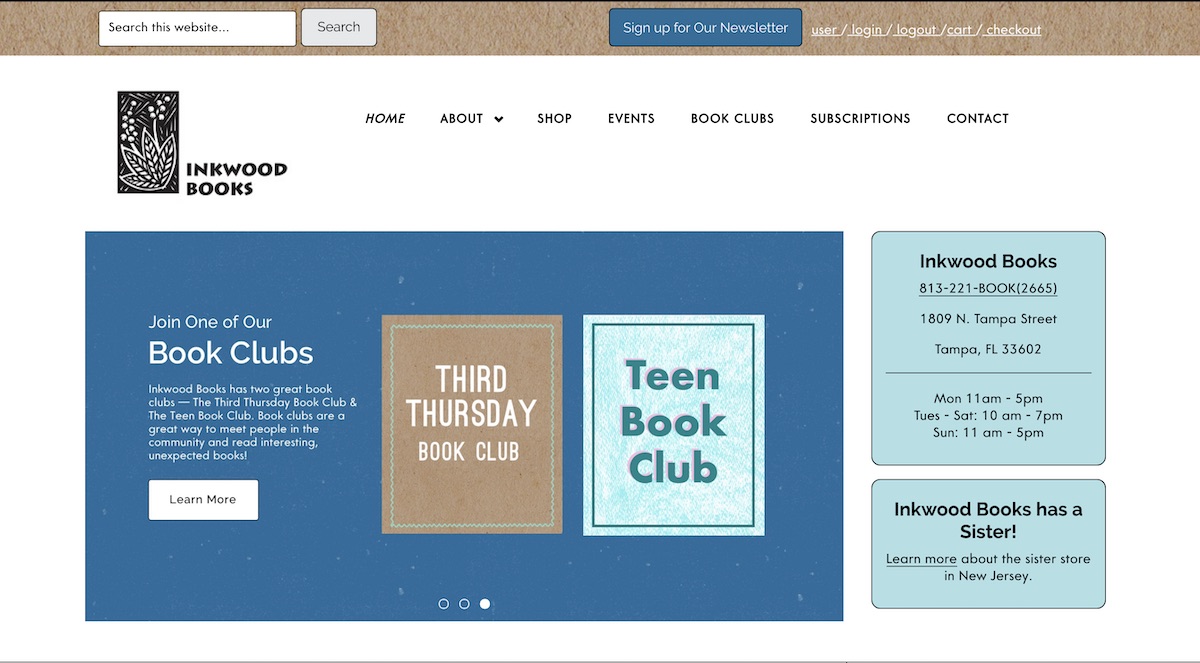 Search this website...
Search
Sign up for Our Newsletter
user / login / logout /cart / checkout
INKWOOD
BOOKS
HOME
ABOUT
SHOP
EVENTS
BOOK CLUBS
SUBSCRIPTIONS
CONTACT
Join One of Our
Book Clubs
Inkwood Books has two great book
clubs — The Third Thursday Book Club &
The Teen Book Club. Book clubs are a
great way to meet people in the
community and read interesting,
unexpected books!
Learn More
THIRD
THURSDAY
BOOK CLUB
Teen
Book
Club
Inkwood Books
813-221-BOOK(2665)
1809 N. Tampa Street
Tampa, FL 33602
Mon 11am - 5pm
Tues - Sat: 10 am - 7pm
Sun: 11 am - 5pm
Inkwood Books has a
Sister!
Learn more about the sister store
in New Jersey.